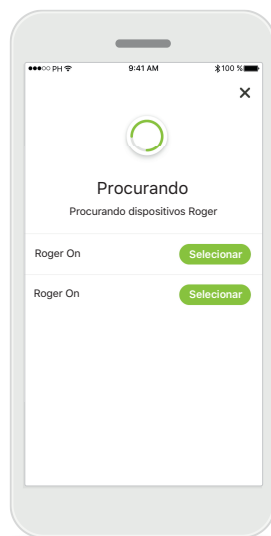 ●●●○○ PH 9:41 AM 100 %
Procurando
Procurando dispositivos Roger
Roger On Selecionar
Roger On Selecionar